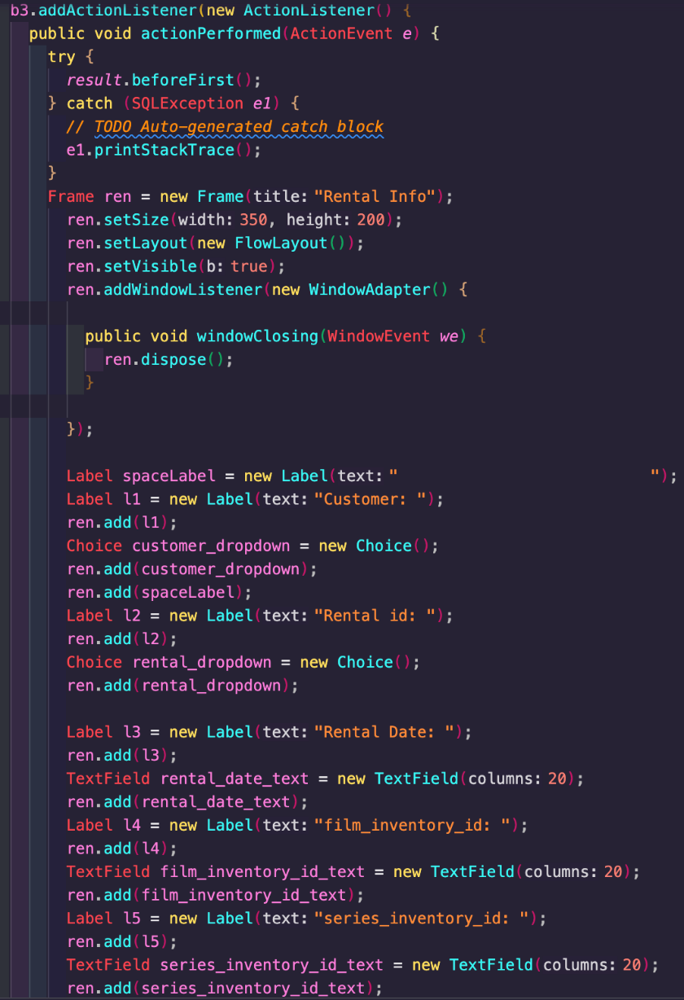 b3.addActionListener(new ActionListener() {
public void actionPerformed(ActionEvent e) {
try {
result.beforeFirst();
} catch (SQLException e1) {
// TODO Auto-generated catch block
e1.printStackTrace();
}
Frame ren = new Frame(title: "Rental Info");
ren.setSize(width: 350, height: 200);
ren.setLayout(new FlowLayout());
ren.setVisible(b: true);
ren.addWindowListener(new WindowAdapter() {
public void windowClosing(WindowEvent we) {
ren.dispose();
}
});
Label spaceLabel = new Label(text: "                           ");
Label l1 = new Label(text: "Customer: ");
ren.add(l1);
Choice customer_dropdown = new Choice();
ren.add(customer_dropdown);
ren.add(spaceLabel);
Label l2 = new Label(text: "Rental id: ");
ren.add(l2);
Choice rental_dropdown = new Choice();
ren.add(rental_dropdown);
Label l3 = new Label(text: "Rental Date: ");
ren.add(l3);
TextField rental_date_text = new TextField(columns: 20);
ren.add(rental_date_text);
Label l4 = new Label(text: "film_inventory_id: ");
ren.add(l4);
TextField film_inventory_id_text = new TextField(columns: 20);
ren.add(film_inventory_id_text);
Label l5 = new Label(text: "series_inventory_id: ");
ren.add(l5);
TextField series_inventory_id_text = new TextField(columns: 20);
ren.add(series_inventory_id_text);